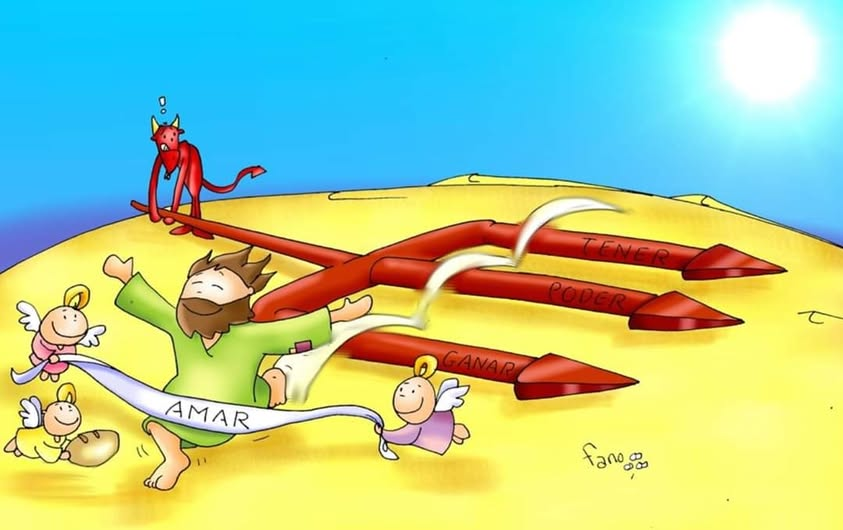 !
TENER
PODER
GANAR
AMAR
fano